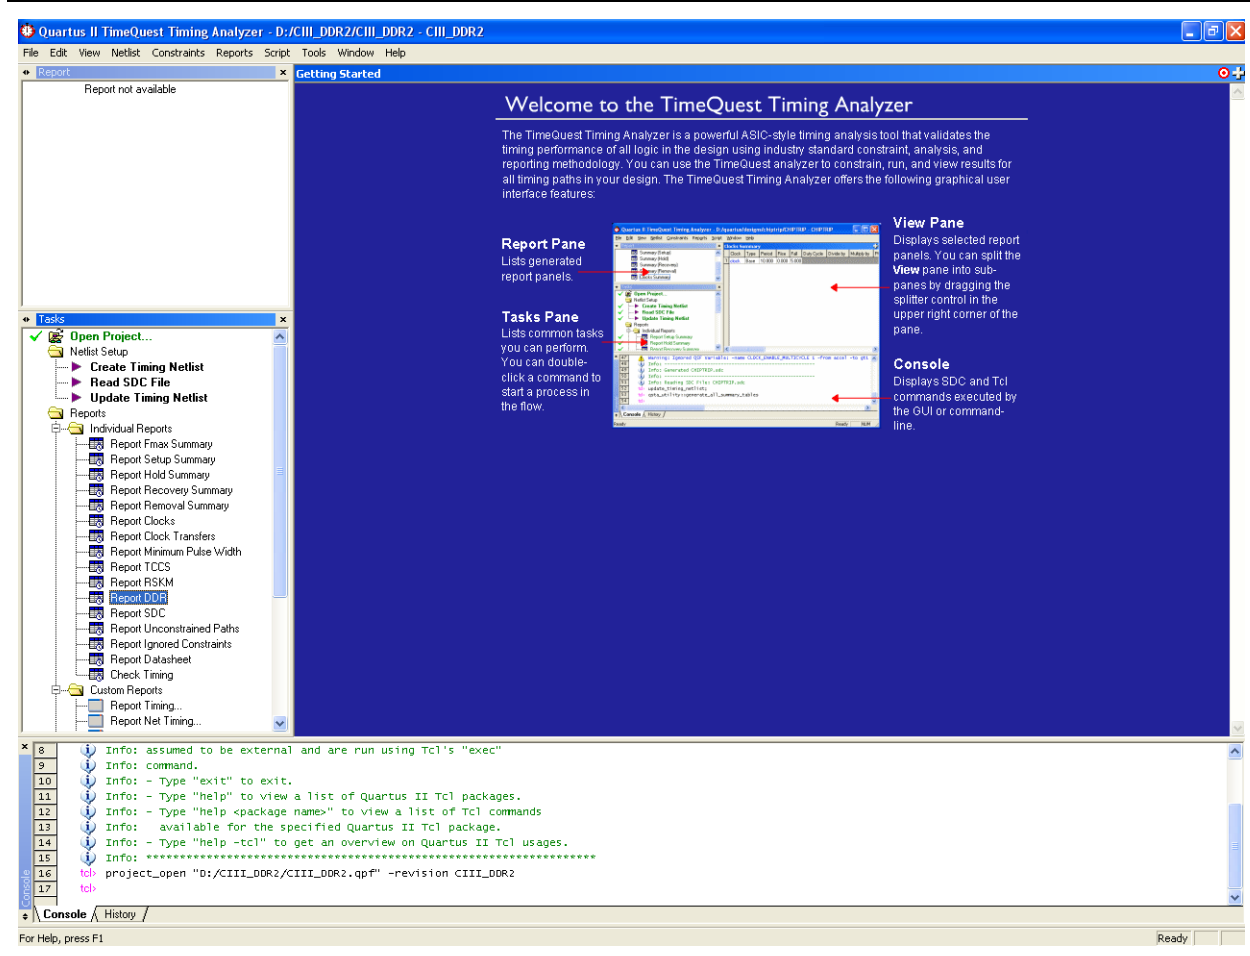 Quartus II TimeQuest Timing Analyzer - D:/CIII_DDR2/CIII_DDR2 - CIII_DDR2
File Edit View Netlist Constraints Reports Script Tools Window Help
Report
Report not available
Getting Started
Welcome to the TimeQuest Timing Analyzer
The TimeQuest Timing Analyzer is a powerful ASIC-style timing analysis tool that validates the
timing performance of all logic in the design using industry standard constraint, analysis, and
reporting methodology. You can use the TimeQuest analyzer to constrain, run, and view results for
all timing paths in your design. The TimeQuest Timing Analyzer offers the following graphical user
interface features:
Report Pane
Lists generated
report panels.
Tasks Pane
Lists common tasks
you can perform.
You can double-
click a command to
start a process in
the flow.
View Pane
Displays selected report
panels. You can split the
View pane into sub-
panes by dragging the
splitter control in the
upper right corner of the
pane.
Console
Displays SDC and Tcl
commands executed by
the GUI or command-
line.
Tasks
Open Project...
Netlist Setup
Create Timing Netlist
Read SDC File
Update Timing Netlist
Reports
Individual Reports
Report Fmax Summary
Report Setup Summary
Report Hold Summary
Report Recovery Summary
Report Removal Summary
Report Clocks
Report Clock Transfers
Report Minimum Pulse Width
Report TCCS
Report RSKM
Report DDR
Report SDC
Report Unconstrained Paths
Report Ignored Constraints
Report Datasheet
Check Timing
Custom Reports
Report Timing...
Report Net Timing...
8 Info: assumed to be external and are run using Tcl's "exec"
9 Info: command.
10 Info: - Type "exit" to exit.
11 Info: - Type "help" to view a list of Quartus II Tcl packages.
12 Info: - Type "help <package name>" to view a list of Tcl commands
13 Info: available for the specified Quartus II Tcl package.
14 Info: - Type "help -tcl" to get an overview on Quartus II Tcl usages.
15 Info: *******************************************************************
16 tcl> project_open "D:/CIII_DDR2/CIII_DDR2.qpf" -revision CIII_DDR2
17 tcl>
Console
Console History
For Help, press F1
Ready